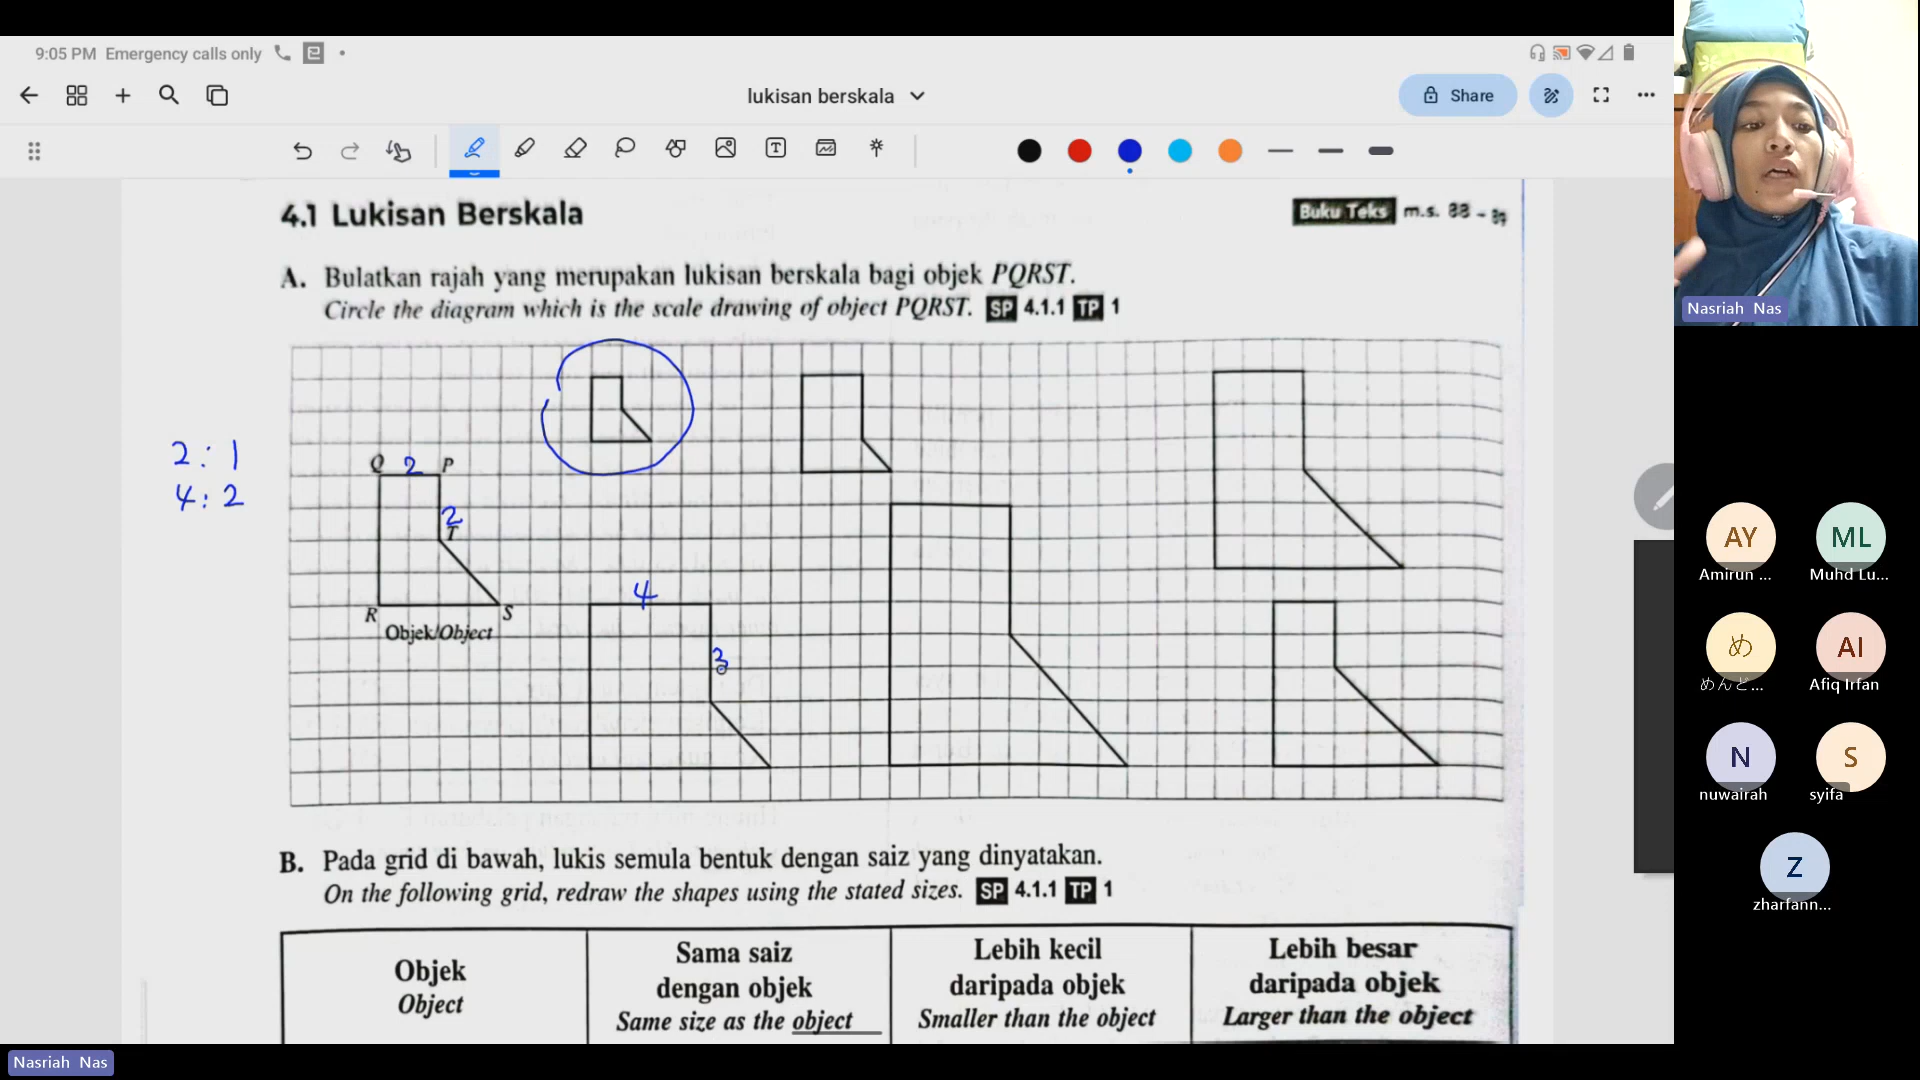 9:05 PM Emergency calls only
lukisan berskala
Share
4.1 Lukisan Berskala
Buku Teks m.s. 88 - 89
A. Bulatkan rajah yang merupakan lukisan berskala bagi objek PQRST.
Circle the diagram which is the scale drawing of object PQRST. SP 4.1.1 TP 1
2 : 1
4 : 2
Q 2 P
2
T
R S
Objek/Object
4
3
B. Pada grid di bawah, lukis semula bentuk dengan saiz yang dinyatakan.
On the following grid, redraw the shapes using the stated sizes. SP 4.1.1 TP 1
Objek
Object
Sama saiz
dengan objek
Same size as the object
Lebih kecil
daripada objek
Smaller than the object
Lebih besar
daripada objek
Larger than the object
Nasriah Nas
Nasriah Nas
AY
Amirun ...
ML
Muhd Lu...
め
めんど...
AI
Afiq Irfan
N
nuwairah
S
syifa
Z
zharfann...